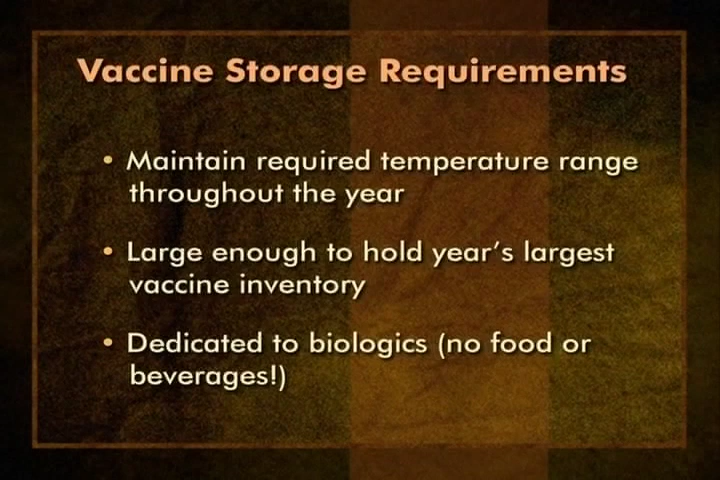 Vaccine Storage Requirements
• Maintain required temperature range
throughout the year
• Large enough to hold year's largest
vaccine inventory
• Dedicated to biologics (no food or
beverages!)